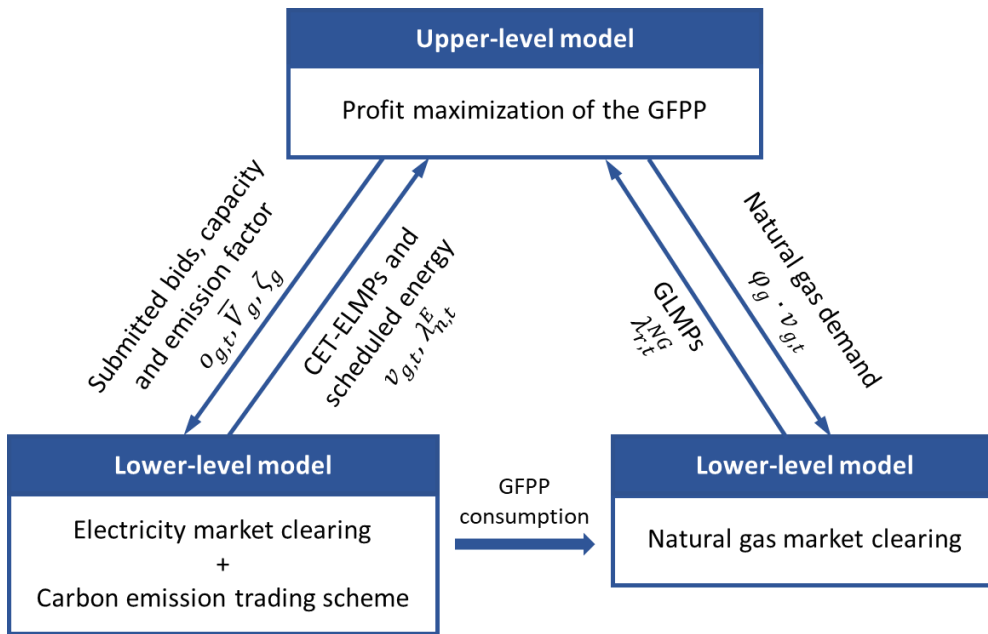 Upper-level model
Profit maximization of the GFPP
Submitted bids, capacity
and emission factor
o_{g,t}, V̅_g, ζ_g
CET-ELMPs and
scheduled energy
v_{g,t}, λ^E_{n,t}
GLMPs
λ^{NG}_{r,t}
Natural gas demand
φ_g · v_{g,t}
Lower-level model
Electricity market clearing
+
Carbon emission trading scheme
GFPP
consumption
Lower-level model
Natural gas market clearing